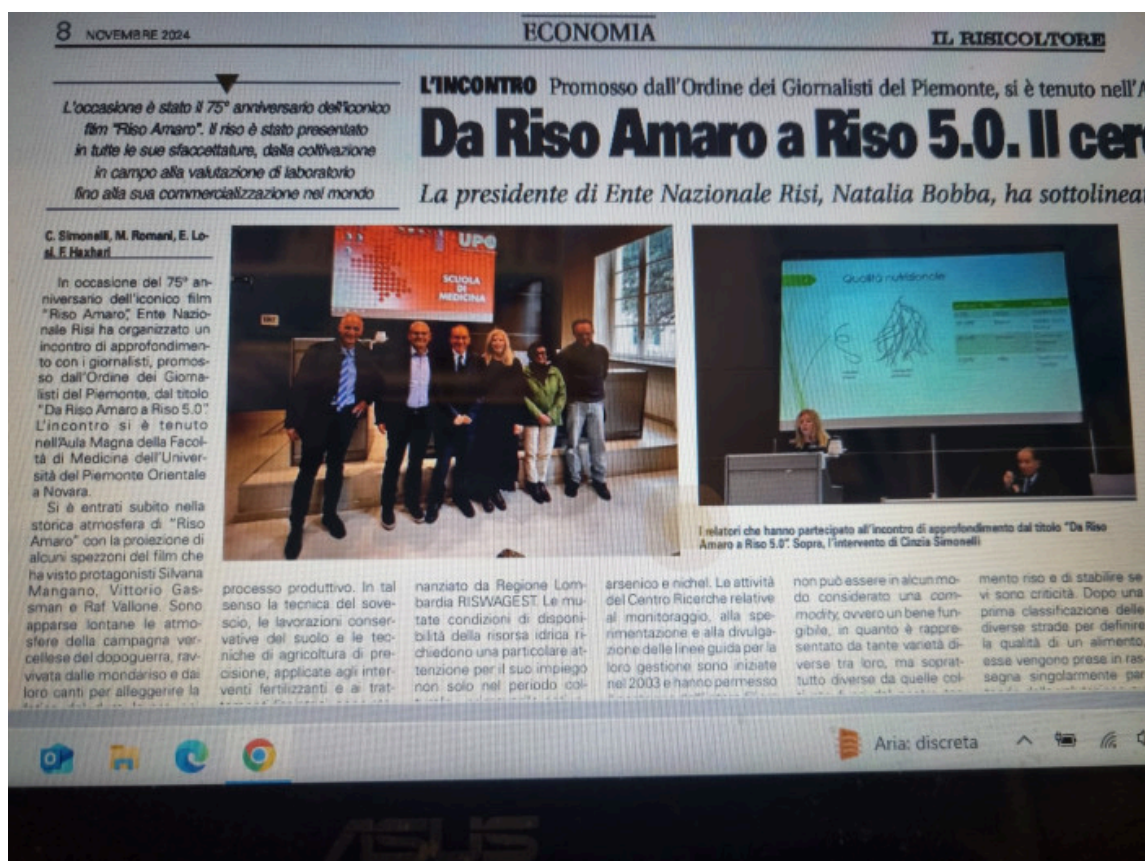 8 NOVEMBRE 2024
ECONOMIA
IL RISICOLTORE
L'occasione è stato il 75° anniversario dell'iconico
film "Riso Amaro". Il riso è stato presentato
in tutte le sue sfaccettature, dalla coltivazione
in campo alla valutazione di laboratorio
fino alla sua commercializzazione nel mondo
L'INCONTRO Promosso dall'Ordine dei Giornalisti del Piemonte, si è tenuto nell'A
Da Riso Amaro a Riso 5.0. Il cer
La presidente di Ente Nazionale Risi, Natalia Bobba, ha sottolinea
C. Simonelli, M. Romani, E. Lo-
si, F. Haxhari
In occasione del 75° an-
niversario dell'iconico film
"Riso Amaro", Ente Nazio-
nale Risi ha organizzato un
incontro di approfondimen-
to con i giornalisti, promos-
so dall'Ordine dei Giorna-
listi del Piemonte, dal titolo
"Da Riso Amaro a Riso 5.0".
L'incontro si è tenuto
nell'Aula Magna della Facol-
tà di Medicina dell'Univer-
sità del Piemonte Orientale
a Novara.
Si è entrati subito nella
storica atmosfera di "Riso
Amaro" con la proiezione di
alcuni spezzoni del film che
ha visto protagonisti Silvana
Mangano, Vittorio Gas-
sman e Raf Vallone. Sono
apparse lontane le atmo-
sfere della campagna ver-
cellese del dopoguerra, rav-
vivata dalle mondariso e dai
loro canti per alleggerire la
UPO
SCUOLA
DI
MEDICINA
Qualità nutrizionale
I relatori che hanno partecipato all'incontro di approfondimento dal titolo "Da Riso
Amaro a Riso 5.0". Sopra, l'intervento di Cinzia Simonelli
processo produttivo. In tal
senso la tecnica del sove-
scio, le lavorazioni conser-
vative del suolo e le tec-
niche di agricoltura di pre-
cisione, applicate agli inter-
venti fertilizzanti e ai trat-
nanziato da Regione Lom-
bardia RISWAGEST. Le mu-
tate condizioni di disponi-
bilità della risorsa idrica ri-
chiedono una particolare at-
tenzione per il suo impiego
non solo nel periodo col-
arsenico e nichel. Le attività
del Centro Ricerche relative
al monitoraggio, alla spe-
rimentazione e alla divulga-
zione delle linee guida per la
loro gestione sono iniziate
nel 2003 e hanno permesso
non può essere in alcun mo-
do considerato una com-
modity, ovvero un bene fun-
gibile, in quanto è rappre-
sentato da tante varietà di-
verse tra loro, ma soprat-
tutto diverse da quelle col-
mento riso e di stabilire se
vi sono criticità. Dopo una
prima classificazione delle
diverse strade per definire
la qualità di un alimento,
esse vengono prese in ras-
segna singolarmente par-
Aria: discreta
ASUS